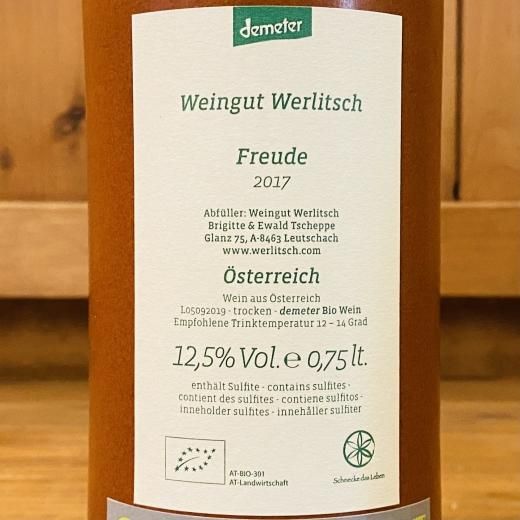 demeter
Weingut Werlitsch
Freude
2017
Abfüller: Weingut Werlitsch
Brigitte & Ewald Tscheppe
Glanz 75, A-8463 Leutschach
www.werlitsch.com
Österreich
Wein aus Österreich
L05092019 · trocken · demeter Bio Wein
Empfohlene Trinktemperatur 12 – 14 Grad
12,5% Vol. ℮ 0,75 lt.
enthält Sulfite · contains sulfites ·
contient des sulfites · contiene sulfitos ·
inneholder sulfites · innehåller sulfiter
AT-BIO-301
AT-Landwirtschaft
Schnecke das Leben